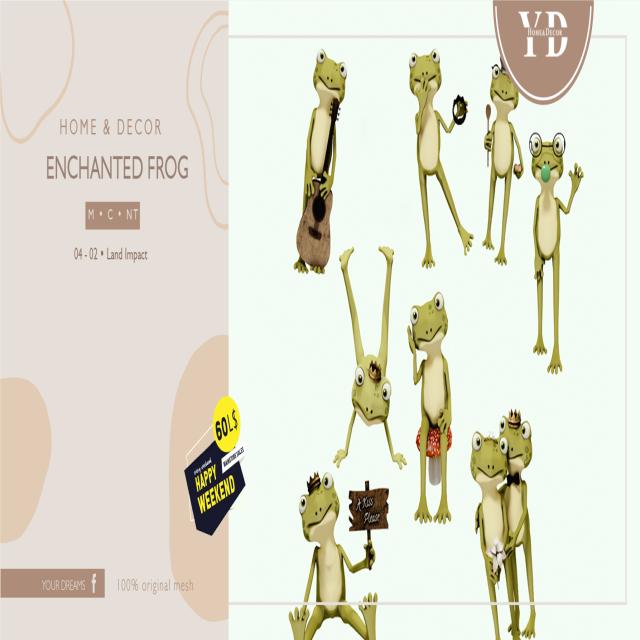 HOME & DECOR
ENCHANTED FROG
M • C • NT
04 - 02 • Land Impact
60L$
HAPPY
WEEKEND
YOUR DREAMS f
100% original mesh
YD
HOME&DECOR
A Kiss
Please